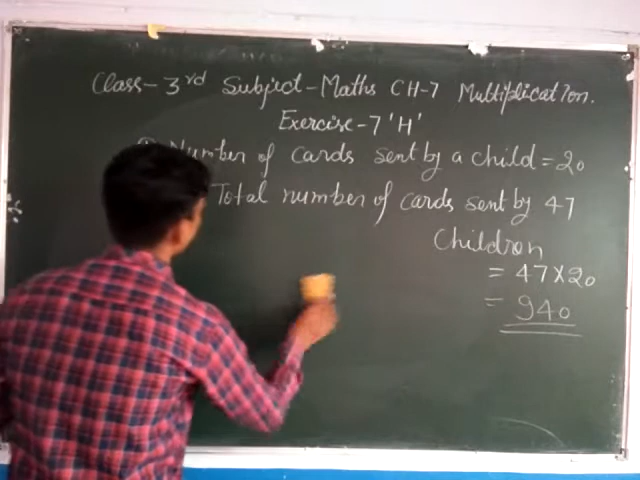 Class-3rd Subject-Maths CH-7 Multiplication.
Exercise-7'H'
Number of cards sent by a child = 20
Total number of cards sent by 47
Children
= 47X20
= 940